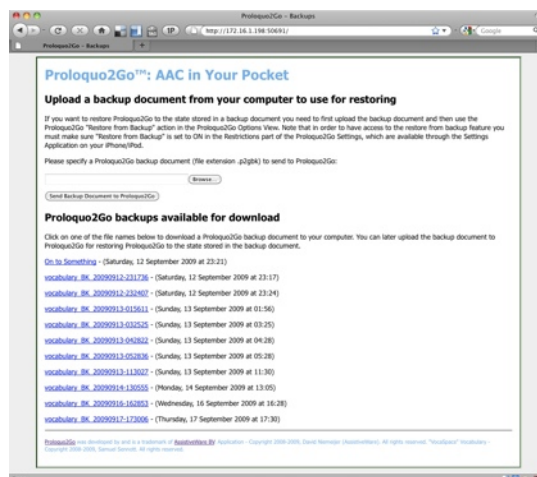 Proloquo2Go – Backups
http://172.16.1.198:50691/
Google
Proloquo2Go – Backups
Proloquo2Go™: AAC in Your Pocket
Upload a backup document from your computer to use for restoring
If you want to restore Proloquo2Go to the state stored in a backup document you need to first upload the backup document and then use the
Proloquo2Go "Restore from Backup" action in the Proloquo2Go Options View. Note that in order to have access to the restore from backup feature you
must make sure "Restore from Backup" is set to ON in the Restrictions part of the Proloquo2Go Settings, which are available through the Settings
Application on your iPhone/iPod.
Please specify a Proloquo2Go backup document (file extension .p2gbk) to send to Proloquo2Go:
Browse...
Send Backup Document to Proloquo2Go
Proloquo2Go backups available for download
Click on one of the file names below to download a Proloquo2Go backup document to your computer. You can later upload the backup document to
Proloquo2Go for restoring Proloquo2Go to the state stored in the backup document.
On to Something - (Saturday, 12 September 2009 at 23:21)
vocabulary_BK_20090912-231736 - (Saturday, 12 September 2009 at 23:17)
vocabulary_BK_20090912-232407 - (Saturday, 12 September 2009 at 23:24)
vocabulary_BK_20090913-015611 - (Sunday, 13 September 2009 at 01:56)
vocabulary_BK_20090913-032525 - (Sunday, 13 September 2009 at 03:25)
vocabulary_BK_20090913-042822 - (Sunday, 13 September 2009 at 04:28)
vocabulary_BK_20090913-052836 - (Sunday, 13 September 2009 at 05:28)
vocabulary_BK_20090913-113027 - (Sunday, 13 September 2009 at 11:30)
vocabulary_BK_20090914-130555 - (Monday, 14 September 2009 at 13:05)
vocabulary_BK_20090916-162853 - (Wednesday, 16 September 2009 at 16:28)
vocabulary_BK_20090917-173006 - (Thursday, 17 September 2009 at 17:30)
Proloquo2Go was developed by and is a trademark of AssistiveWare BV. Application - Copyright 2008-2009, David Niemeijer (AssistiveWare). All rights reserved. "VocaSpace" Vocabulary -
Copyright 2008-2009, Samuel Sennott. All rights reserved.